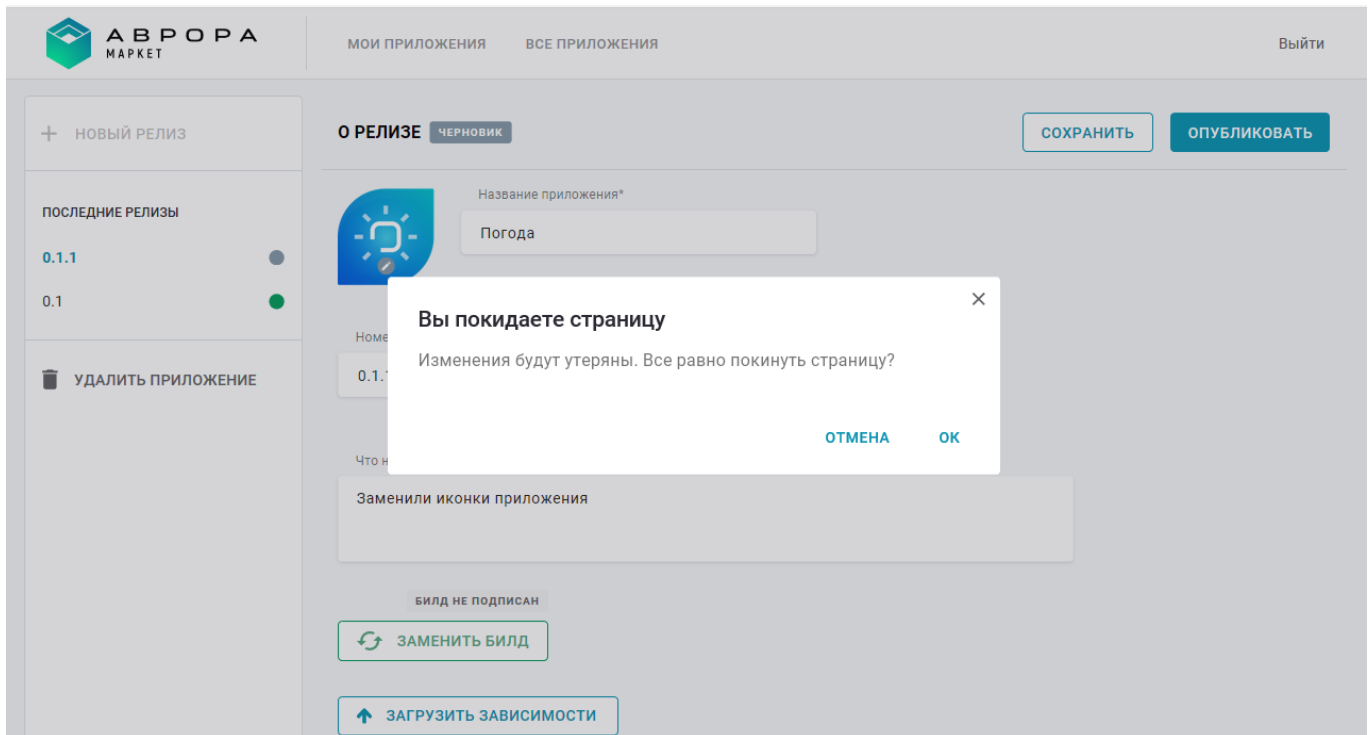 АВРОРА
МАРКЕТ
МОИ ПРИЛОЖЕНИЯ
ВСЕ ПРИЛОЖЕНИЯ
Выйти
НОВЫЙ РЕЛИЗ
ПОСЛЕДНИЕ РЕЛИЗЫ
0.1.1
0.1
УДАЛИТЬ ПРИЛОЖЕНИЕ
О РЕЛИЗЕ ЧЕРНОВИК
СОХРАНИТЬ
ОПУБЛИКОВАТЬ
Название приложения*
Погода
Вы покидаете страницу
Изменения будут утеряны. Все равно покинуть страницу?
ОТМЕНА
ОК
Заменили иконки приложения
БИЛД НЕ ПОДПИСАН
ЗАМЕНИТЬ БИЛД
ЗАГРУЗИТЬ ЗАВИСИМОСТИ